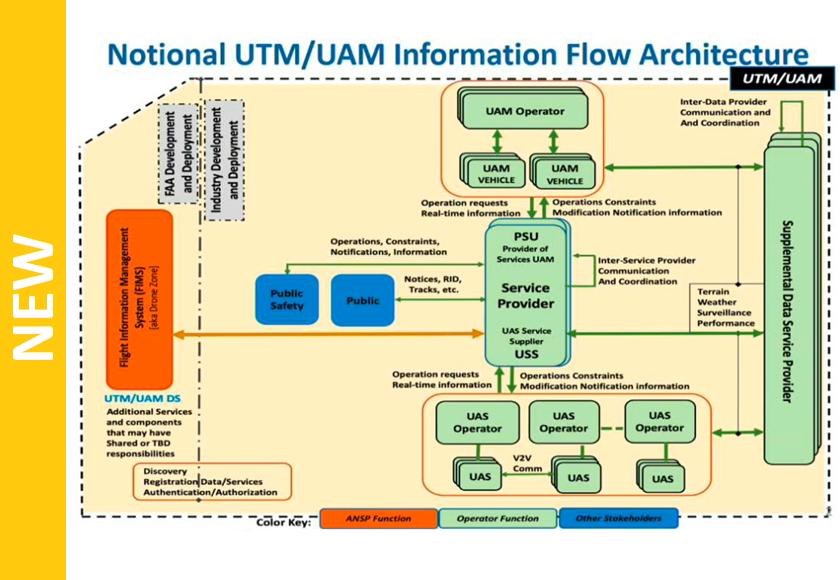 NEW
Notional UTM/UAM Information Flow Architecture
UTM/UAM
FAA Development
and Deployment
Industry Development
and Deployment
UAM Operator
UAM
VEHICLE
UAM
VEHICLE
Inter-Data Provider
Communication and
And Coordination
Operation requests
Real-time information
Operations Constraints
Modification Notification information
Flight Information Management
System (FIMS)
[aka Drone Zone]
Operations, Constraints,
Notifications, Information
Public
Safety
Public
Notices, RID,
Tracks, etc.
PSU
Provider of
Services UAM
Service
Provider
UAS Service
Supplier
USS
Inter-Service Provider
Communication
And Coordination
Terrain
Weather
Surveillance
Performance
Supplemental Data Service Provider
Operation requests
Real-time information
Operations Constraints
Modification Notification information
UTM/UAM DS
Additional Services
and components
that may have
Shared or TBD
responsibilities
UAS
Operator
UAS
Operator
UAS
Operator
V2V
Comm
UAS
UAS
UAS
Discovery
Registration Data/Services
Authentication/Authorization
Color Key:
ANSP Function
Operator Function
Other Stakeholders